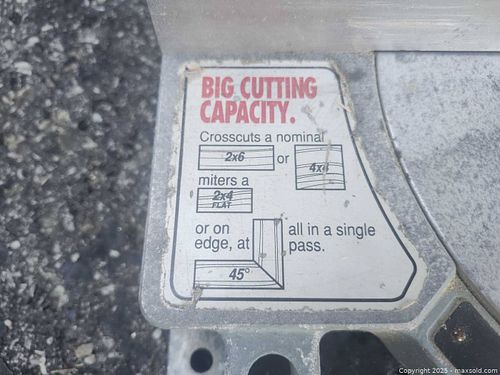 BIG CUTTING
CAPACITY.
Crosscuts a nominal
2x6 or 4x4
miters a
2x4
FLAT
or on
edge, at
45°
all in a single
pass.
Copyright 2025 - maxsold.com